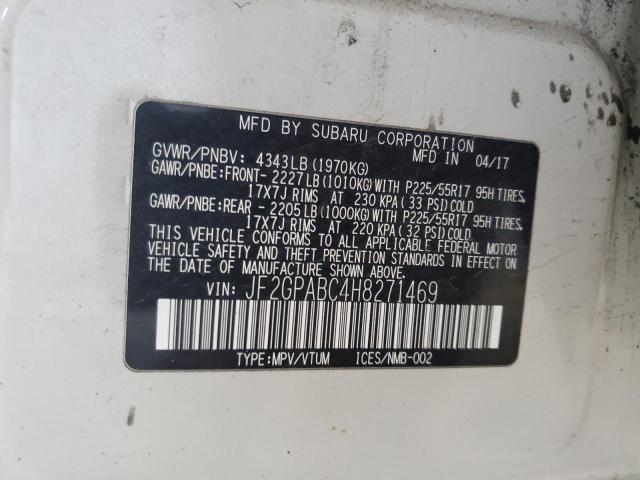 MFD BY SUBARU CORPORATION
GVWR/PNBV: 4343LB(1970KG) MFD IN 04/17
GAWR/PNBE:FRONT- 2227LB(1010KG)WITH P225/55R17 95H TIRES,
17X7J RIMS AT 230 KPA( 33 PSI)COLD
GAWR/PNBE:REAR - 2205LB(1000KG)WITH P225/55R17 95H TIRES,
17X7J RIMS AT 220 KPA( 32 PSI)COLD
THIS VEHICLE CONFORMS TO ALL APPLICABLE FEDERAL MOTOR
VEHICLE SAFETY AND THEFT PREVENTION STANDARDS IN EFFECT ON
THE DATE OF MANUFACTURE SHOWN ABOVE.
VIN: JF2GPABC4H8271469
TYPE:MPV/VTUM ICES/NMB-002